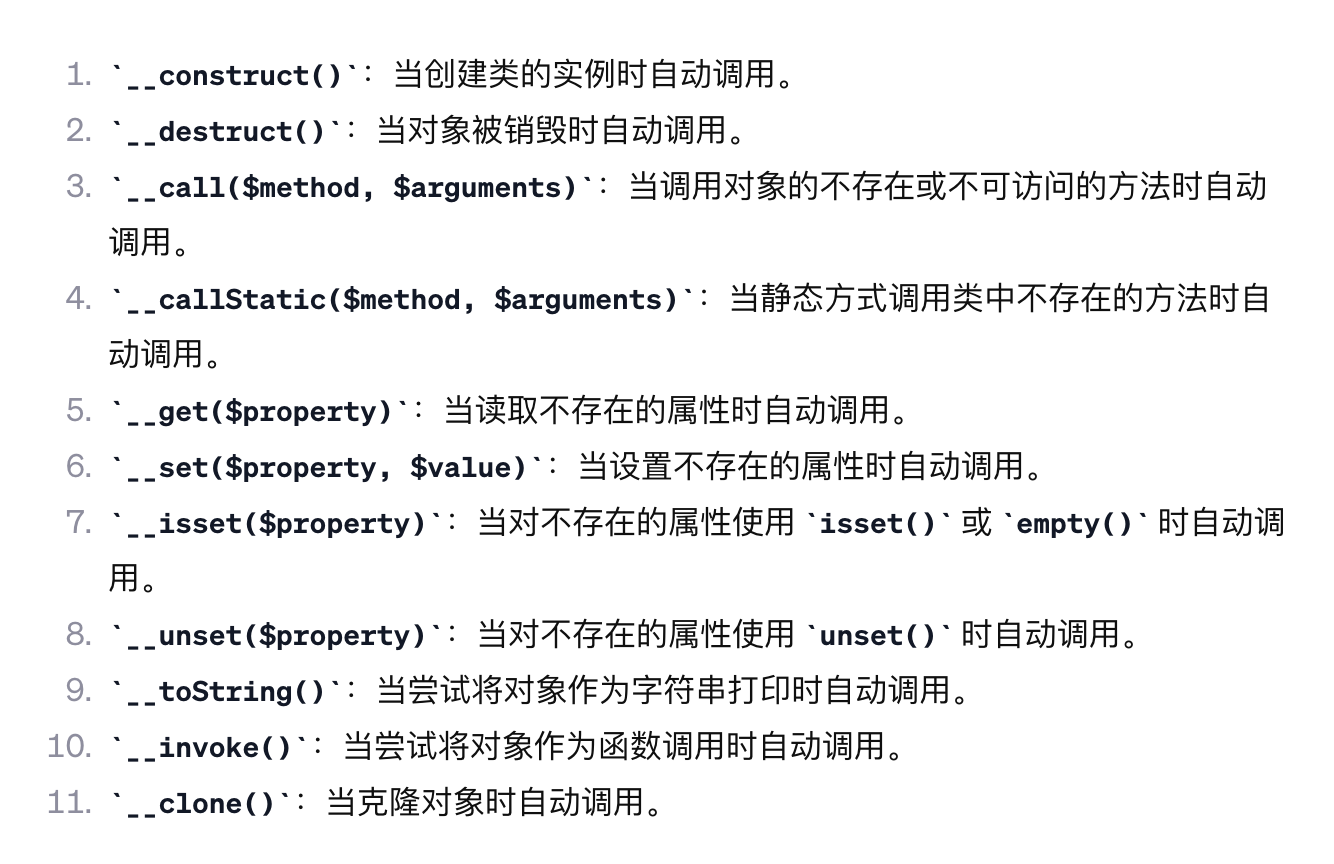 1. `__construct()`：当创建类的实例时自动调用。
2. `__destruct()`：当对象被销毁时自动调用。
3. `__call($method, $arguments)`：当调用对象的不存在或不可访问的方法时自动
调用。
4. `__callStatic($method, $arguments)`：当静态方式调用类中不存在的方法时自
动调用。
5. `__get($property)`：当读取不存在的属性时自动调用。
6. `__set($property, $value)`：当设置不存在的属性时自动调用。
7. `__isset($property)`：当对不存在的属性使用 `isset()` 或 `empty()` 时自动调
用。
8. `__unset($property)`：当对不存在的属性使用 `unset()` 时自动调用。
9. `__toString()`：当尝试将对象作为字符串打印时自动调用。
10. `__invoke()`：当尝试将对象作为函数调用时自动调用。
11. `__clone()`：当克隆对象时自动调用。